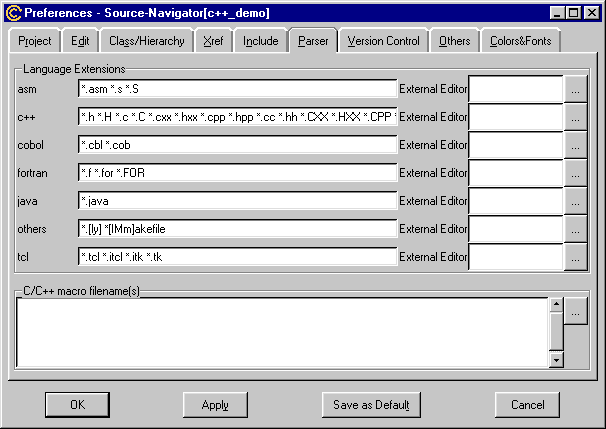 Preferences - Source-Navigator[c++_demo]
Project Edit Class/Hierarchy Xref Include Parser Version Control Others Colors&Fonts
Language Extensions
asm *.asm *.s *.S External Editor ...
c++ *.h *.H *.c *.C *.cxx *.hxx *.cpp *.hpp *.cc *.hh *.CXX *.HXX *.CPP * External Editor ...
cobol *.cbl *.cob External Editor ...
fortran *.f *.for *.FOR External Editor ...
java *.java External Editor ...
others *.[ly] *[IMm]akefile External Editor ...
tcl *.tcl *.itcl *.itk *.tk External Editor ...
C/C++ macro filename(s)
...
OK Apply Save as Default Cancel